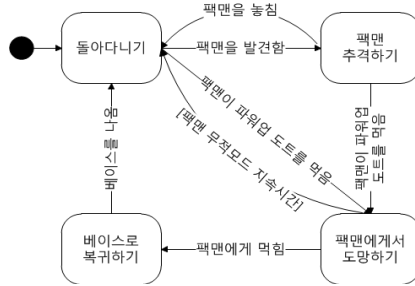 팩맨을 놓침
돌아다니기
팩맨을 발견함
팩맨
추격하기
팩맨이 파워업 도트를 먹음
[팩맨 무적모드 지속시간]
팩맨이 파워업
도트를 먹음
베이스를 나옴
베이스로
복귀하기
팩맨에게 먹힘
팩맨에게서
도망하기